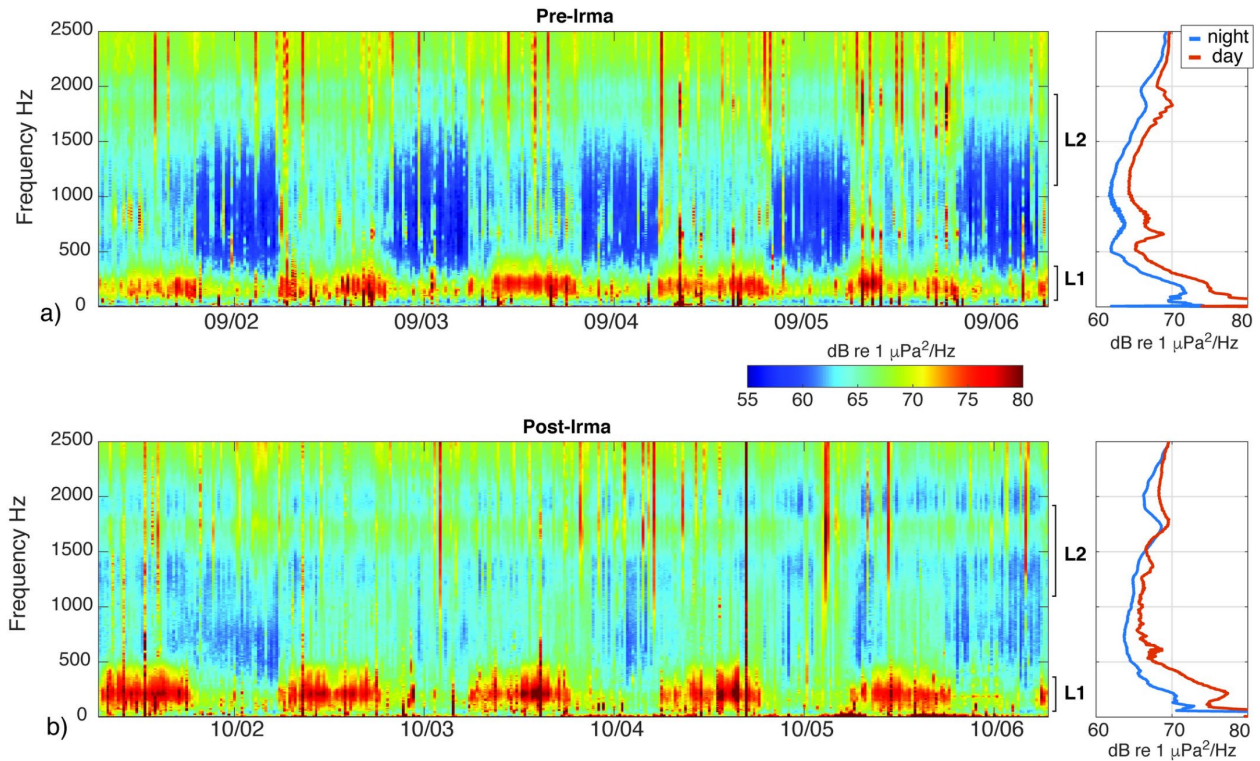 Pre-Irma
Frequency Hz
2500
2000
1500
1000
500
0
a)
09/02
09/03
09/04
09/05
09/06
L2
L1
night
day
60
70
80
dB re 1 μPa²/Hz
dB re 1 μPa²/Hz
55
60
65
70
75
80
Post-Irma
Frequency Hz
2500
2000
1500
1000
500
0
b)
10/02
10/03
10/04
10/05
10/06
L2
L1
60
70
80
dB re 1 μPa²/Hz